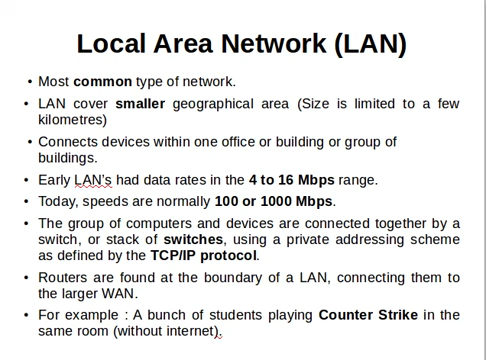 Local Area Network (LAN)
• Most common type of network.
• LAN cover smaller geographical area (Size is limited to a few
kilometres)
• Connects devices within one office or building or group of
buildings.
• Early LAN's had data rates in the 4 to 16 Mbps range.
• Today, speeds are normally 100 or 1000 Mbps.
• The group of computers and devices are connected together by a
switch, or stack of switches, using a private addressing scheme
as defined by the TCP/IP protocol.
• Routers are found at the boundary of a LAN, connecting them to
the larger WAN.
• For example : A bunch of students playing Counter Strike in the
same room (without internet).